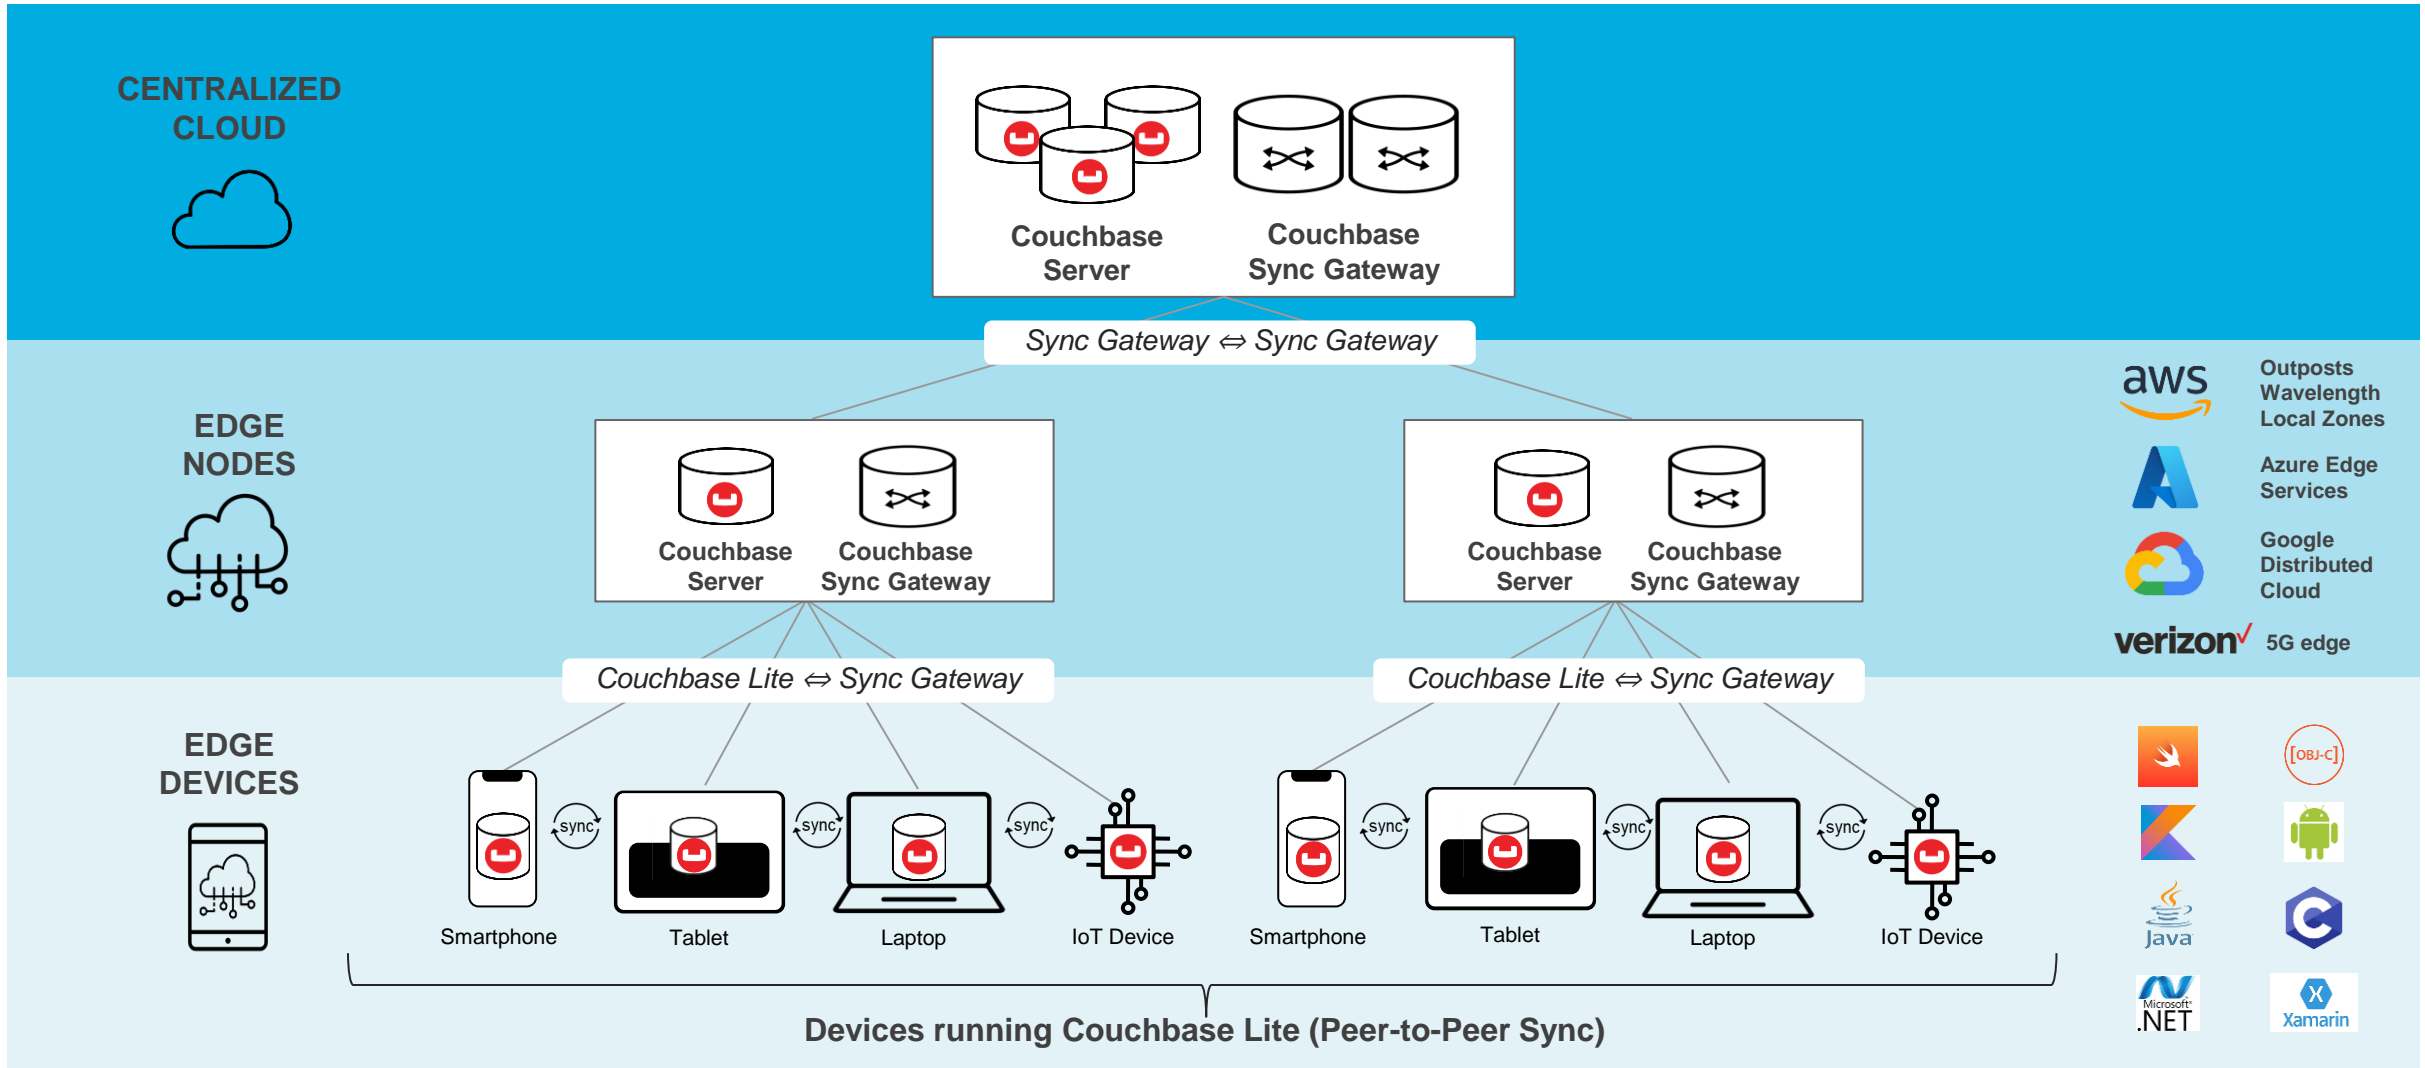 CENTRALIZED
CLOUD
Couchbase
Server
Couchbase
Sync Gateway
Sync Gateway ⇔ Sync Gateway
EDGE
NODES
Couchbase
Server
Couchbase
Sync Gateway
Couchbase
Server
Couchbase
Sync Gateway
aws
Outposts
Wavelength
Local Zones
Azure Edge
Services
Google
Distributed
Cloud
verizon✓
5G edge
Couchbase Lite ⇔ Sync Gateway
Couchbase Lite ⇔ Sync Gateway
EDGE
DEVICES
sync
sync
sync
sync
sync
sync
Smartphone
Tablet
Laptop
IoT Device
Smartphone
Tablet
Laptop
IoT Device
Devices running Couchbase Lite (Peer-to-Peer Sync)
[OBJ-C]
Java
C
Microsoft®
.NET
X
Xamarin